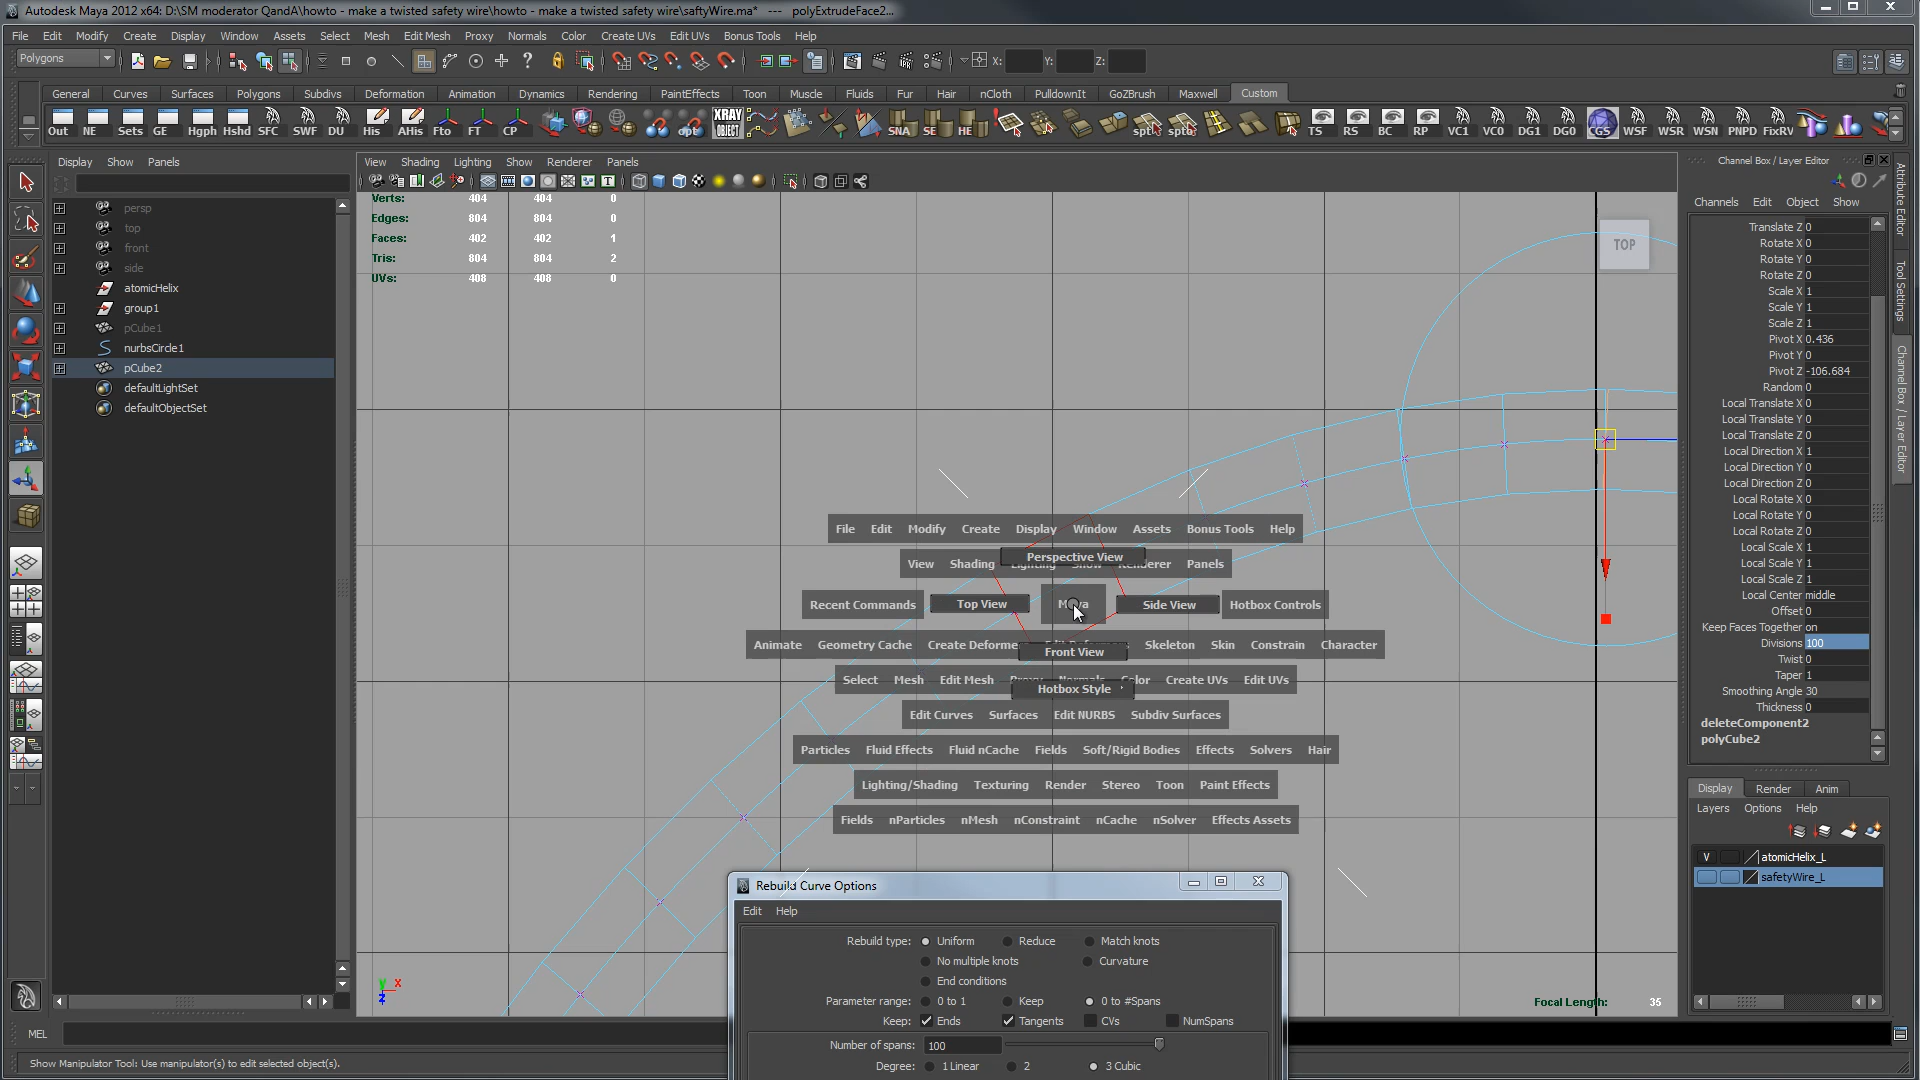 Autodesk Maya 2012 x64: D:\SM moderator QandA\howto - make a twisted safety wire\howto - make a twisted safety wire\saftyWire.ma* --- polyExtrudeFace2...
File Edit Modify Create Display Window Assets Select Mesh Edit Mesh Proxy Normals Color Create UVs Edit UVs Bonus Tools Help
Polygons
X: Y: Z:
General Curves Surfaces Polygons Subdivs Deformation Animation Dynamics Rendering PaintEffects Toon Muscle Fluids Fur Hair nCloth PulldownIt GoZBrush Maxwell Custom
XRAY OBJECT
Out NE Sets GE Hgph Hshd SFC SWF DU His AHis Fto FT CP opt SNA SE HE TS RS BC RP VC1 VC0 DG1 DG0 CGS WSF WSR WSN PNPD FixRV
Display Show Panels
View Shading Lighting Show Renderer Panels
Channel Box / Layer Editor
Channels Edit Object Show
Attribute Editor
Tool Settings
Channel Box / Layer Editor
persp
top
front
side
atomicHelix
group1
pCube1
nurbsCircle1
pCube2
defaultLightSet
defaultObjectSet
Verts: 404 404 0
Edges: 804 804 0
Faces: 402 402 1
Tris: 804 804 2
UVs: 408 408 0
TOP
File Edit Modify Create Display Window Assets Bonus Tools Help
Perspective View
View Shading Lighting Show Renderer Panels
Recent Commands Top View Maya Side View Hotbox Controls
Animate Geometry Cache Create Deforme Skeleton Skin Constrain Character
Front View
Select Mesh Edit Mesh Proxy Normals Color Create UVs Edit UVs
Hotbox Style
Edit Curves Surfaces Edit NURBS Subdiv Surfaces
Particles Fluid Effects Fluid nCache Fields Soft/Rigid Bodies Effects Solvers Hair
Lighting/Shading Texturing Render Stereo Toon Paint Effects
Fields nParticles nMesh nConstraint nCache nSolver Effects Assets
Rebuild Curve Options
Edit Help
Rebuild type: Uniform Reduce Match knots
No multiple knots Curvature
End conditions
Parameter range: 0 to 1 Keep 0 to #Spans
Keep: Ends Tangents CVs NumSpans
Number of spans: 100
Degree: 1 Linear 2 3 Cubic
y x
z
Focal Length: 35
Translate Z 0
Rotate X 0
Rotate Y 0
Rotate Z 0
Scale X 1
Scale Y 1
Scale Z 1
Pivot X 0.436
Pivot Y 0
Pivot Z -106.684
Random 0
Local Translate X 0
Local Translate Y 0
Local Translate Z 0
Local Direction X 1
Local Direction Y 0
Local Direction Z 0
Local Rotate X 0
Local Rotate Y 0
Local Rotate Z 0
Local Scale X 1
Local Scale Y 1
Local Scale Z 1
Local Center middle
Offset 0
Keep Faces Together on
Divisions 100
Twist 0
Taper 1
Smoothing Angle 30
Thickness 0
deleteComponent2
polyCube2
Display Render Anim
Layers Options Help
V atomicHelix_L
safetyWire_L
MEL
Show Manipulator Tool: Use manipulator(s) to edit selected object(s).